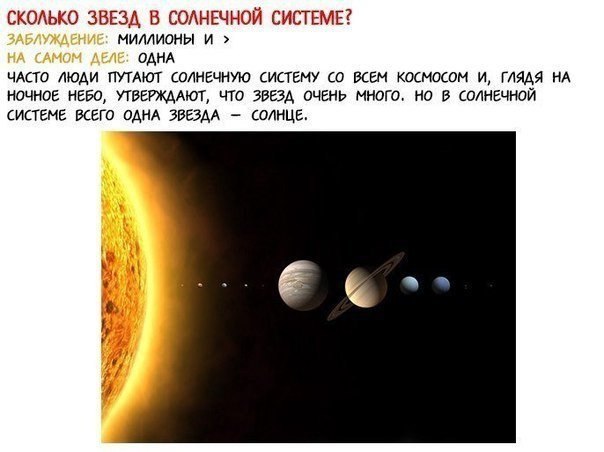 СКОЛЬКО ЗВЕЗД В СОЛНЕЧНОЙ СИСТЕМЕ?
ЗАБЛУЖДЕНИЕ: МИЛЛИОНЫ И >
НА САМОМ ДЕЛЕ: ОДНА
ЧАСТО ЛЮДИ ПУТАЮТ СОЛНЕЧНУЮ СИСТЕМУ СО ВСЕМ КОСМОСОМ И, ГЛЯДЯ НА
НОЧНОЕ НЕБО, УТВЕРЖДАЮТ, ЧТО ЗВЕЗД ОЧЕНЬ МНОГО. НО В СОЛНЕЧНОЙ
СИСТЕМЕ ВСЕГО ОДНА ЗВЕЗДА – СОЛНЦЕ.